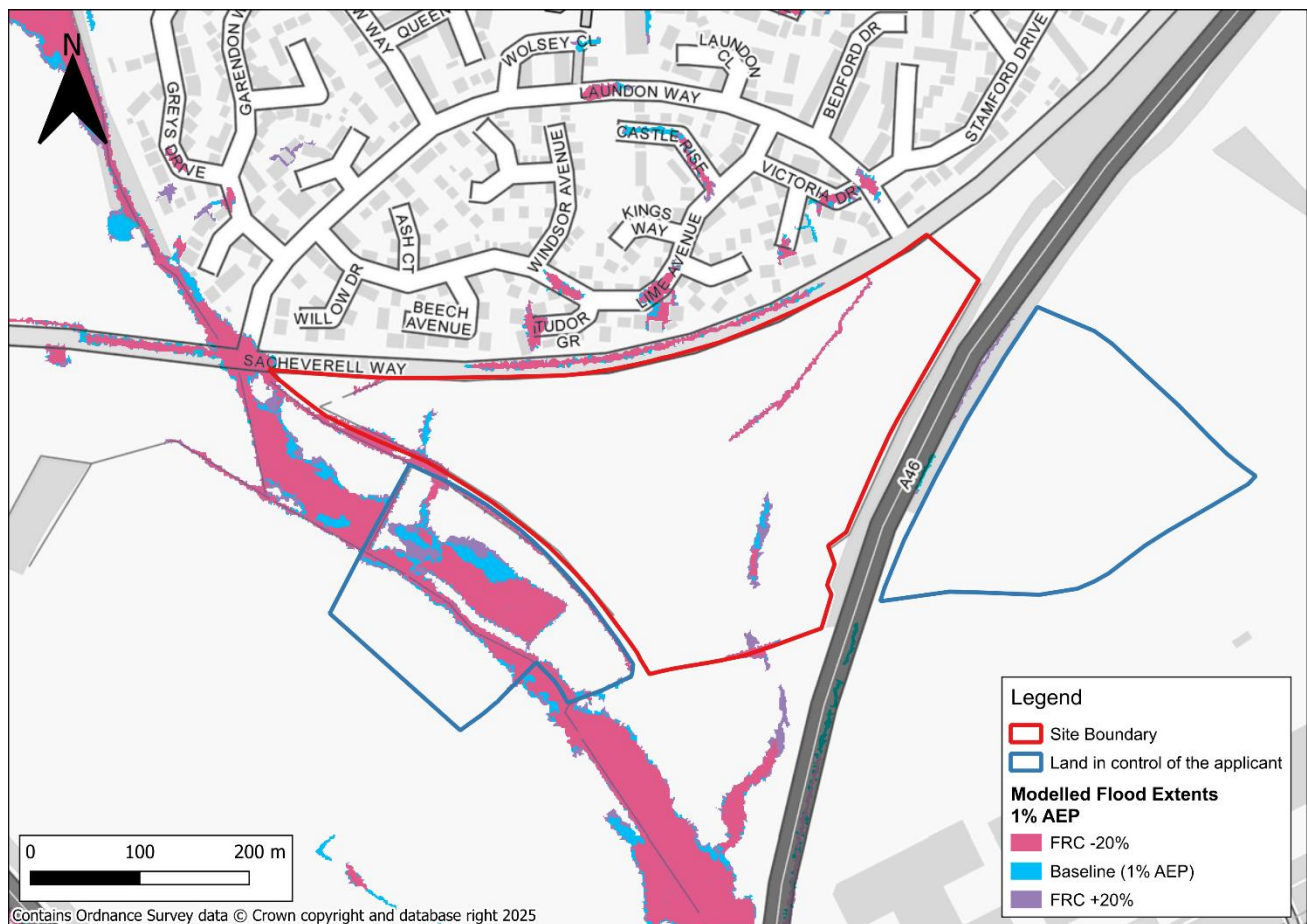 N
GREYS DRIVE
GARENDON W
W WAY
QUEEN
WOLSEY CL
LAUNDON
CL
BEDFORD DR
STAMFORD DRIVE
AUNDON WAY
CASTLE RISE
VICTORIA DR
WINDSOR AVENUE
KINGS
WAY
LIME AVENUE
ASH CT
WILLOW DR
BEECH
AVENUE
TUDOR
GR
SACHEVERELL WAY
A46
Legend
Site Boundary
Land in control of the applicant
Modelled Flood Extents
1% AEP
FRC -20%
Baseline (1% AEP)
FRC +20%
0 100 200 m
Contains Ordnance Survey data © Crown copyright and database right 2025